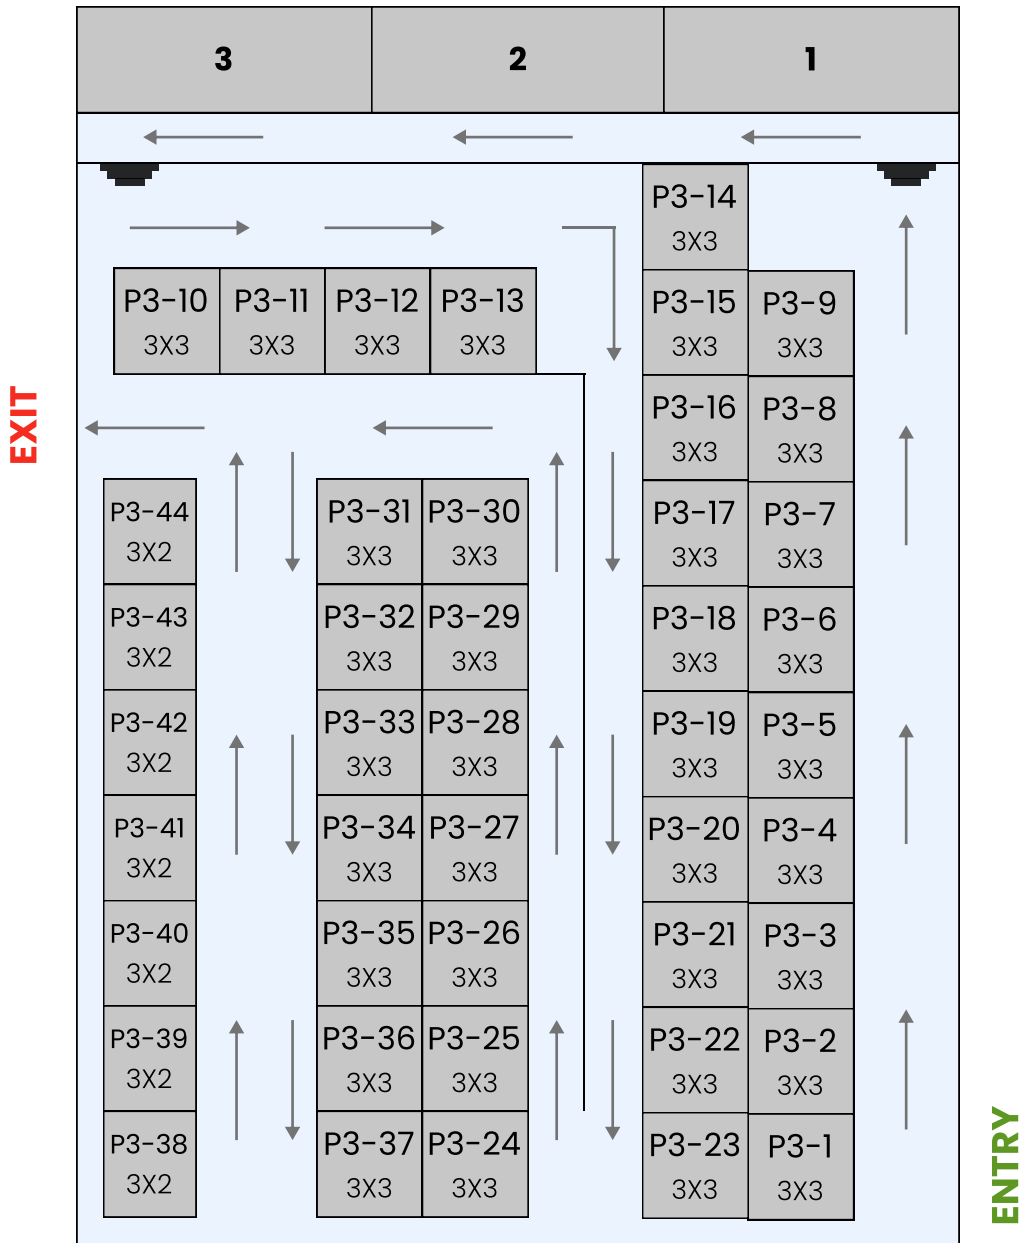 3
2
1
P3-14
3X3
P3-10
3X3
P3-11
3X3
P3-12
3X3
P3-13
3X3
P3-15
3X3
P3-9
3X3
P3-16
3X3
P3-8
3X3
EXIT
P3-44
3X2
P3-31
3X3
P3-30
3X3
P3-17
3X3
P3-7
3X3
P3-43
3X2
P3-32
3X3
P3-29
3X3
P3-18
3X3
P3-6
3X3
P3-42
3X2
P3-33
3X3
P3-28
3X3
P3-19
3X3
P3-5
3X3
P3-41
3X2
P3-34
3X3
P3-27
3X3
P3-20
3X3
P3-4
3X3
P3-40
3X2
P3-35
3X3
P3-26
3X3
P3-21
3X3
P3-3
3X3
P3-39
3X2
P3-36
3X3
P3-25
3X3
P3-22
3X3
P3-2
3X3
P3-38
3X2
P3-37
3X3
P3-24
3X3
P3-23
3X3
P3-1
3X3
ENTRY